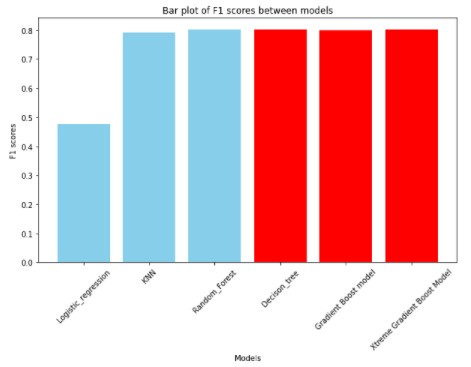 Bar plot of F1 scores between models
F1 scores
0.8
0.7
0.6
0.5
0.4
0.3
0.2
0.1
0.0
Logistic_regression
KNN
Random_Forest
Decison_tree
Gradient Boost model
Xtreme Gradient Boost Model
Models